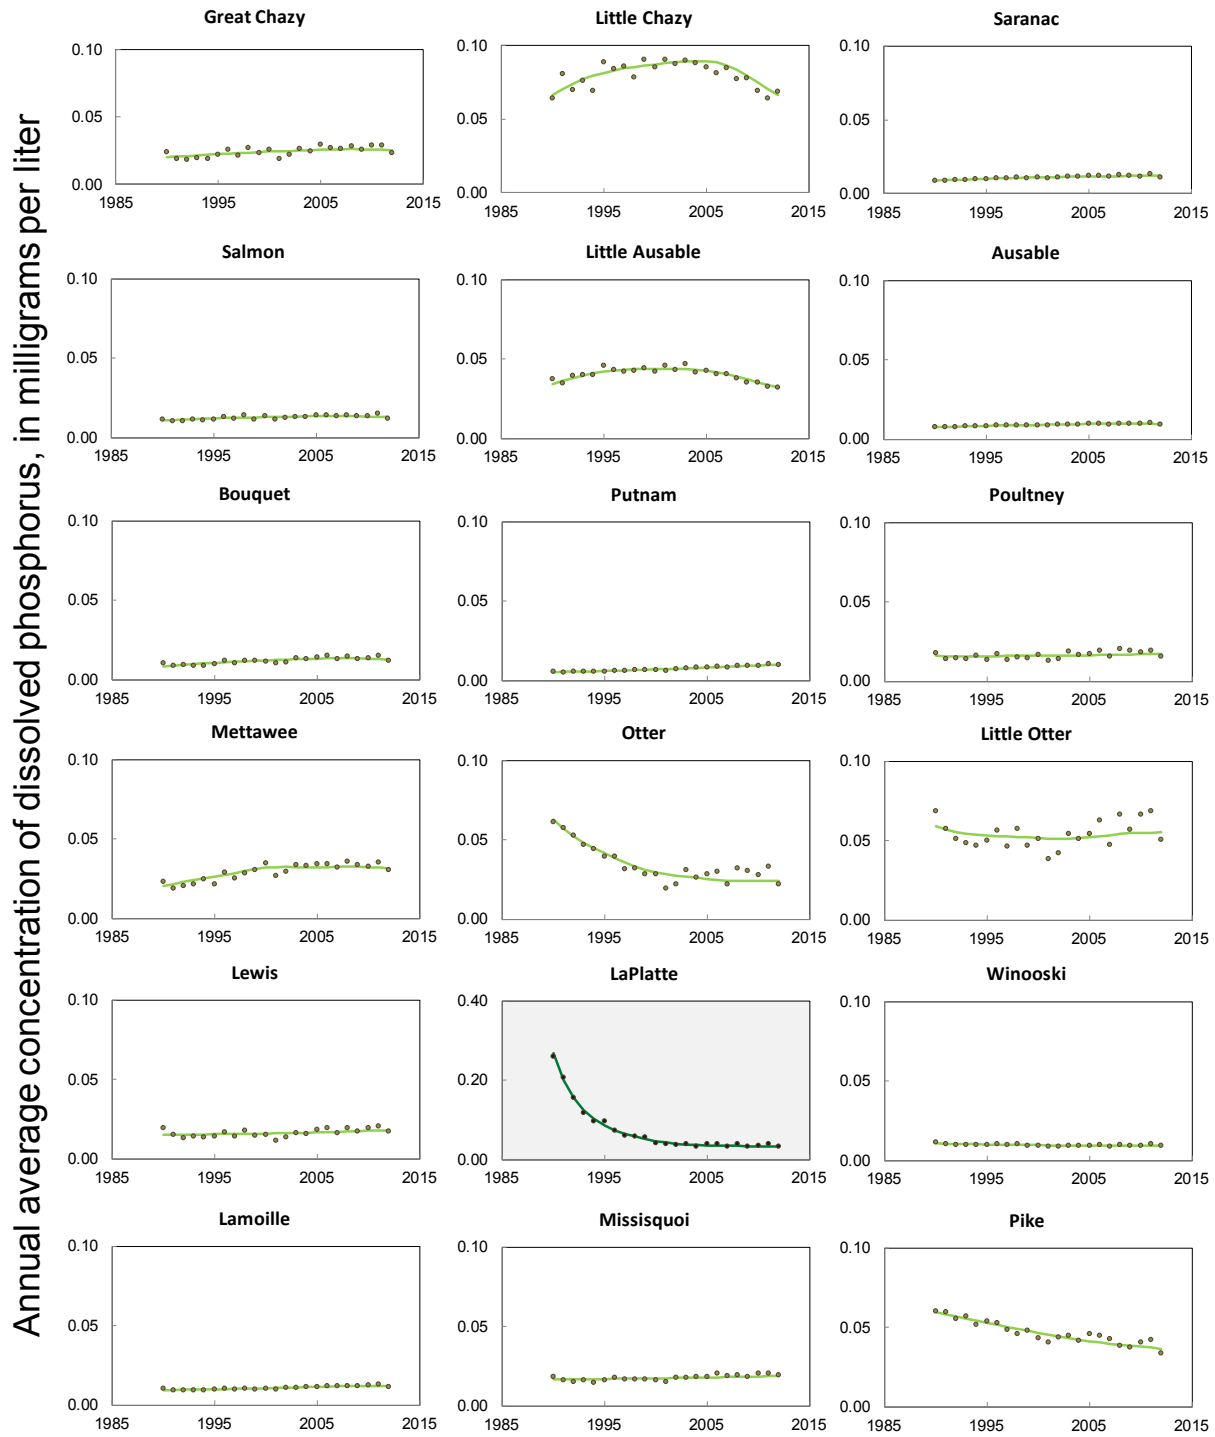 Annual average concentration of dissolved phosphorus, in milligrams per liter
Great Chazy
0.10
0.05
0.00
1985 1995 2005 2015
Little Chazy
0.10
0.05
0.00
1985 1995 2005 2015
Saranac
0.10
0.05
0.00
1985 1995 2005 2015
Salmon
0.10
0.05
0.00
1985 1995 2005 2015
Little Ausable
0.10
0.05
0.00
1985 1995 2005 2015
Ausable
0.10
0.05
0.00
1985 1995 2005 2015
Bouquet
0.10
0.05
0.00
1985 1995 2005 2015
Putnam
0.10
0.05
0.00
1985 1995 2005 2015
Poultney
0.10
0.05
0.00
1985 1995 2005 2015
Mettawee
0.10
0.05
0.00
1985 1995 2005 2015
Otter
0.10
0.05
0.00
1985 1995 2005 2015
Little Otter
0.10
0.05
0.00
1985 1995 2005 2015
Lewis
0.10
0.05
0.00
1985 1995 2005 2015
LaPlatte
0.40
0.20
0.00
1985 1995 2005 2015
Winooski
0.10
0.05
0.00
1985 1995 2005 2015
Lamoille
0.10
0.05
0.00
1985 1995 2005 2015
Missisquoi
0.10
0.05
0.00
1985 1995 2005 2015
Pike
0.10
0.05
0.00
1985 1995 2005 2015